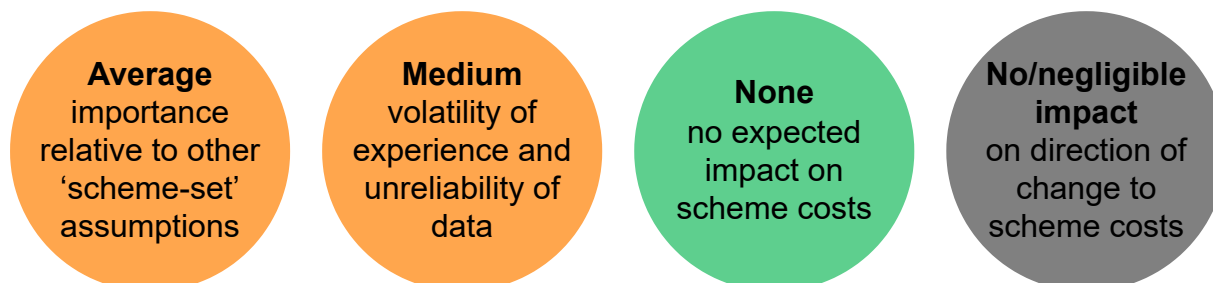 Average
importance
relative to other
‘scheme-set’
assumptions
Medium
volatility of
experience and
unreliability of
data
None
no expected
impact on
scheme costs
No/negligible
impact
on direction of
change to
scheme costs